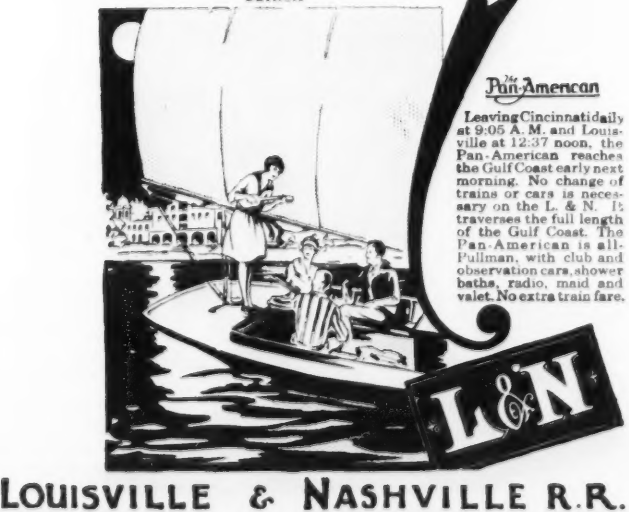 The
Pan-American
Leaving Cincinnati daily
at 9:05 A. M. and Louis-
ville at 12:37 noon, the
Pan-American reaches
the Gulf Coast early next
morning. No change of
trains or cars is neces-
sary on the L. & N. It
traverses the full length
of the Gulf Coast. The
Pan-American is all-
Pullman, with club and
observation cars, shower
baths, radio, maid and
valet. No extra train fare.
L&N
LOUISVILLE & NASHVILLE R.R.